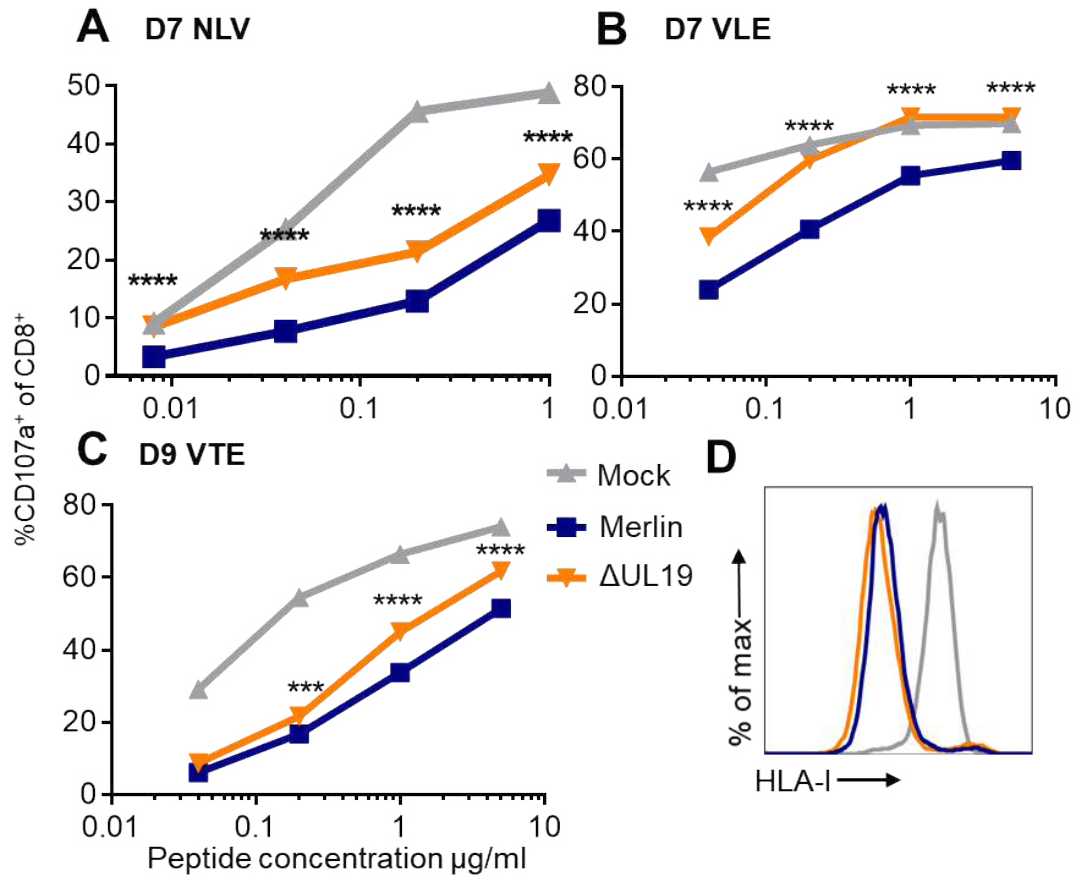 A D7 NLV
50
40
30
20
10
0
0.01 0.1 1
****
****
****
****
B D7 VLE
80
60
40
20
0
0.1 1 10
****
****
****
****
%CD107a⁺ of CD8⁺
C D9 VTE
80
60
40
20
0
0.01 0.1 1 10
***
****
****
Peptide concentration µg/ml
Mock
Merlin
ΔUL19
D
% of max
HLA-I